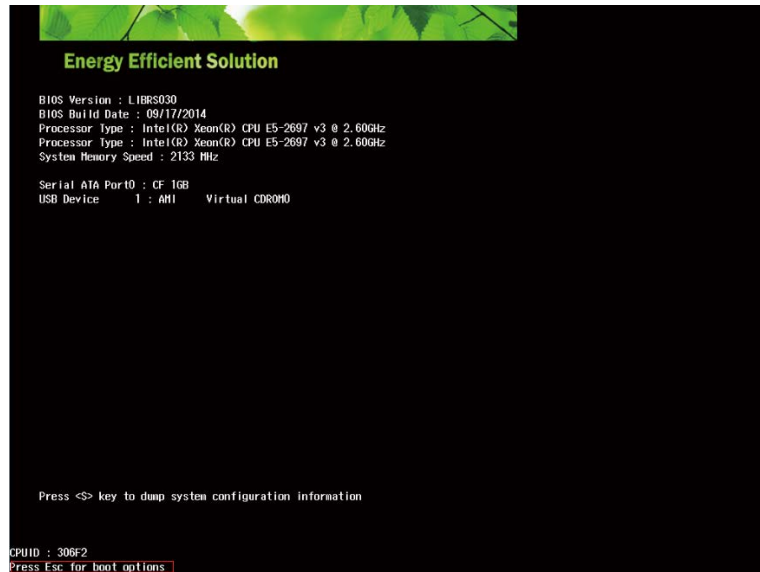 Energy Efficient Solution
BIOS Version : LIBRS030
BIOS Build Date : 09/17/2014
Processor Type : Intel(R) Xeon(R) CPU E5-2697 v3 @ 2.60GHz
Processor Type : Intel(R) Xeon(R) CPU E5-2697 v3 @ 2.60GHz
System Memory Speed : 2133 MHz
Serial ATA Port0 : CF 1GB
USB Device 1 : AMI Virtual CDROM0
Press <S> key to dump system configuration information
CPUID : 306F2
Press Esc for boot options